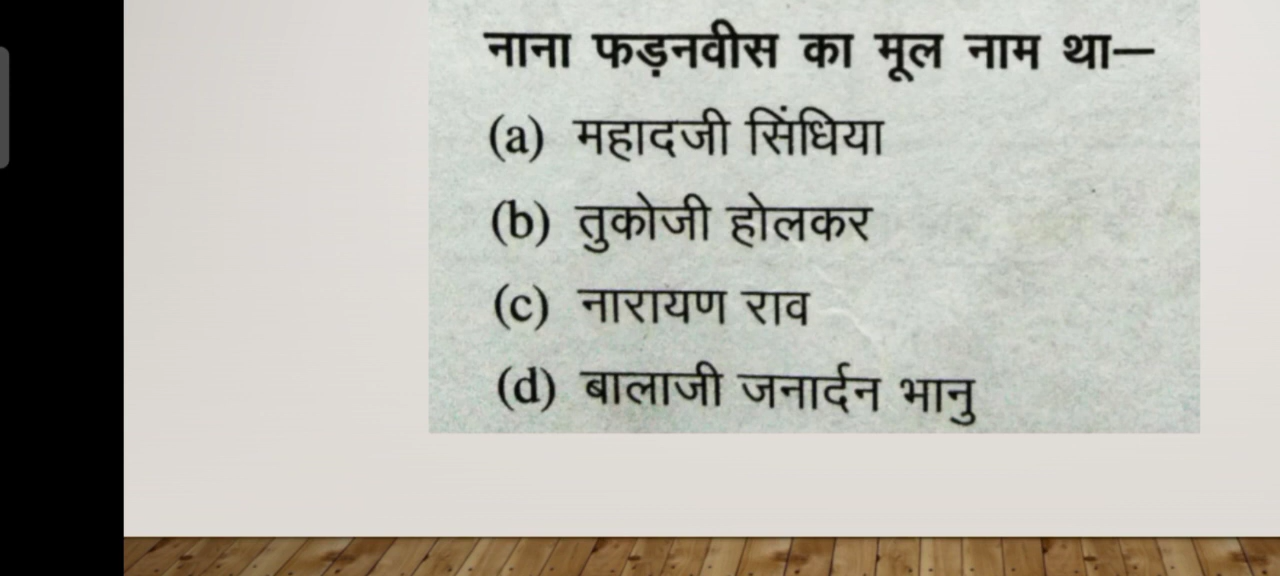 नाना फड़नवीस का मूल नाम था—
(a) महादजी सिंधिया
(b) तुकोजी होलकर
(c) नारायण राव
(d) बालाजी जनार्दन भानु